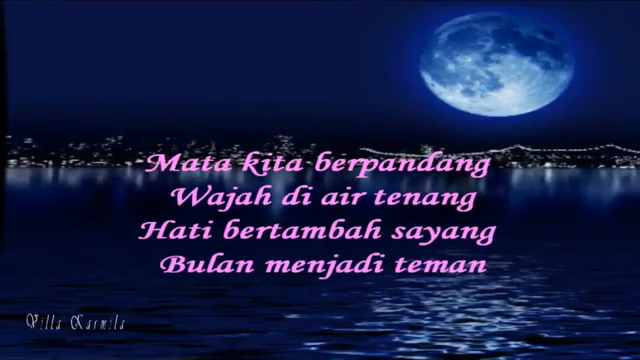 Mata kita berpandang
Wajah di air tenang
Hati bertambah sayang
Bulan menjadi teman
Villa Karmila